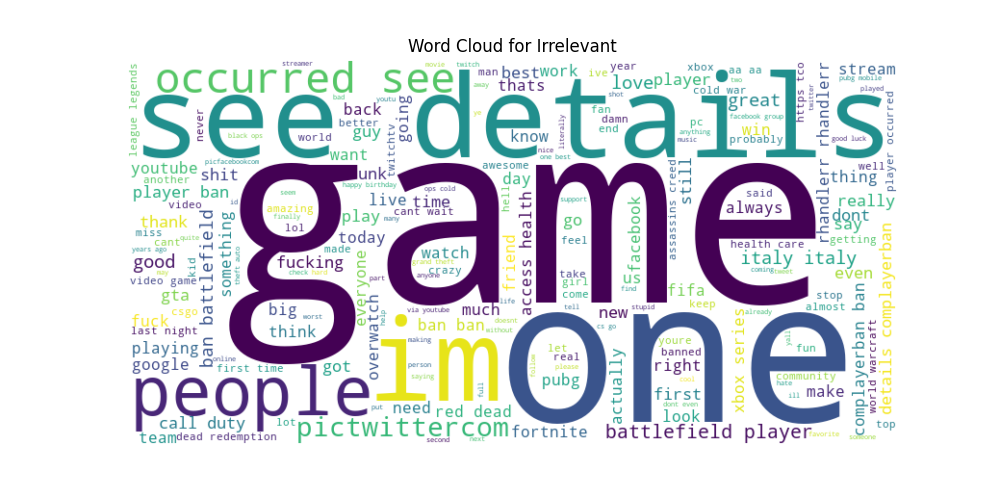 Word Cloud for Irrelevant
league legends
streamer
movie
twitch
man
best
work
ive
year
xbox
aa aa
two
pubg mobile
stream
occurred see
away
youtu
thats
love
player
cold war
https tco
twitter
played
see details
never
bad
back
better
guy
black ops
world
going
ye
nice
know
literally
shot
fan
damn
end
pc
anything
music
great
facebook group
win
probably
good luck
player occurred
youtube
another
picfacebookcom
want
twitchtv
one best
awesome
shit
unk
day
still
assassins creed
rhandlerr rhandlerr
well
thing
player ban
video
id
seem
happy birthday
live
time
ops cold
hell
support
access health
said
always
really
dont
say
thank
amazing
finally
lol
play
many
cant wait
go
feel
facebook
us
miss
cant
quite
something
made
today
watch
friend
health care
getting
years ago
good
may
kid
theft auto
fucking
check
hard
everyone
grand theft
crazy
anyone
take
girl
come
find
italy italy
coming
tweet
even
video game
gta
csgo
ban battlefield
game
part
life
fifa
keep
stop
almost
fuck
last night
big
worst
think
help
overwatch
via youtube
much
tell
new
stupid
already
xbox series
playing
google
online
first time
got
ban ban
doesnt
without
cs go
youre
banned
yall
fun
complayerban ban
world warcraft
details complayerban
im
one
making
person
saying
full
let
real
please
failam
pubg
actually
right
cool
first
dont even
look
community
hate
ill
make
people
put
need
red dead
call duty
lot
pictwittercom
fortnite
battlefield player
favorite
someone
top
team
dead redemption
second
next